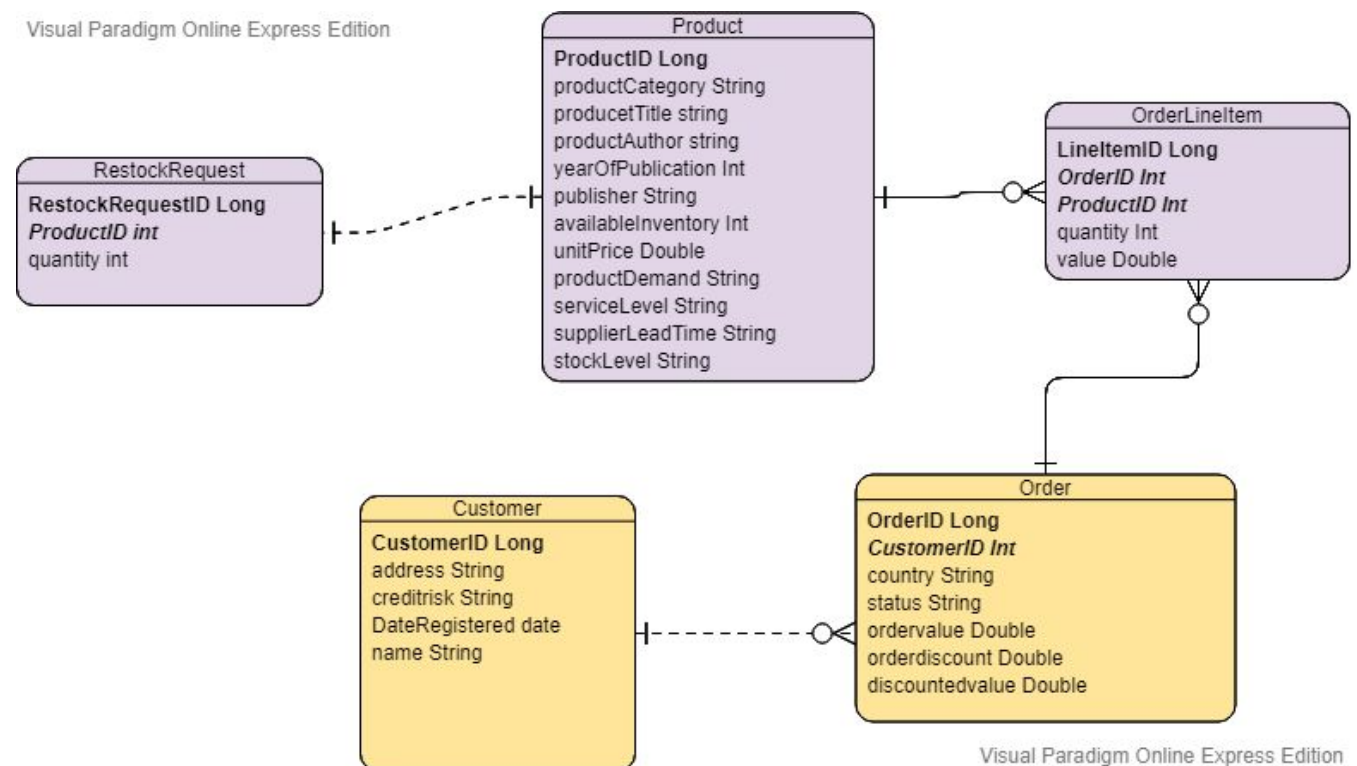 Visual Paradigm Online Express Edition
Product
ProductID Long
productCategory String
producetTitle string
productAuthor string
yearOfPublication Int
publisher String
availableInventory Int
unitPrice Double
productDemand String
serviceLevel String
supplierLeadTime String
stockLevel String
OrderLineItem
LineItemID Long
OrderID Int
ProductID Int
quantity Int
value Double
RestockRequest
RestockRequestID Long
ProductID int
quantity int
Customer
CustomerID Long
address String
creditrisk String
DateRegistered date
name String
Order
OrderID Long
CustomerID Int
country String
status String
ordervalue Double
orderdiscount Double
discountedvalue Double
Visual Paradigm Online Express Edition